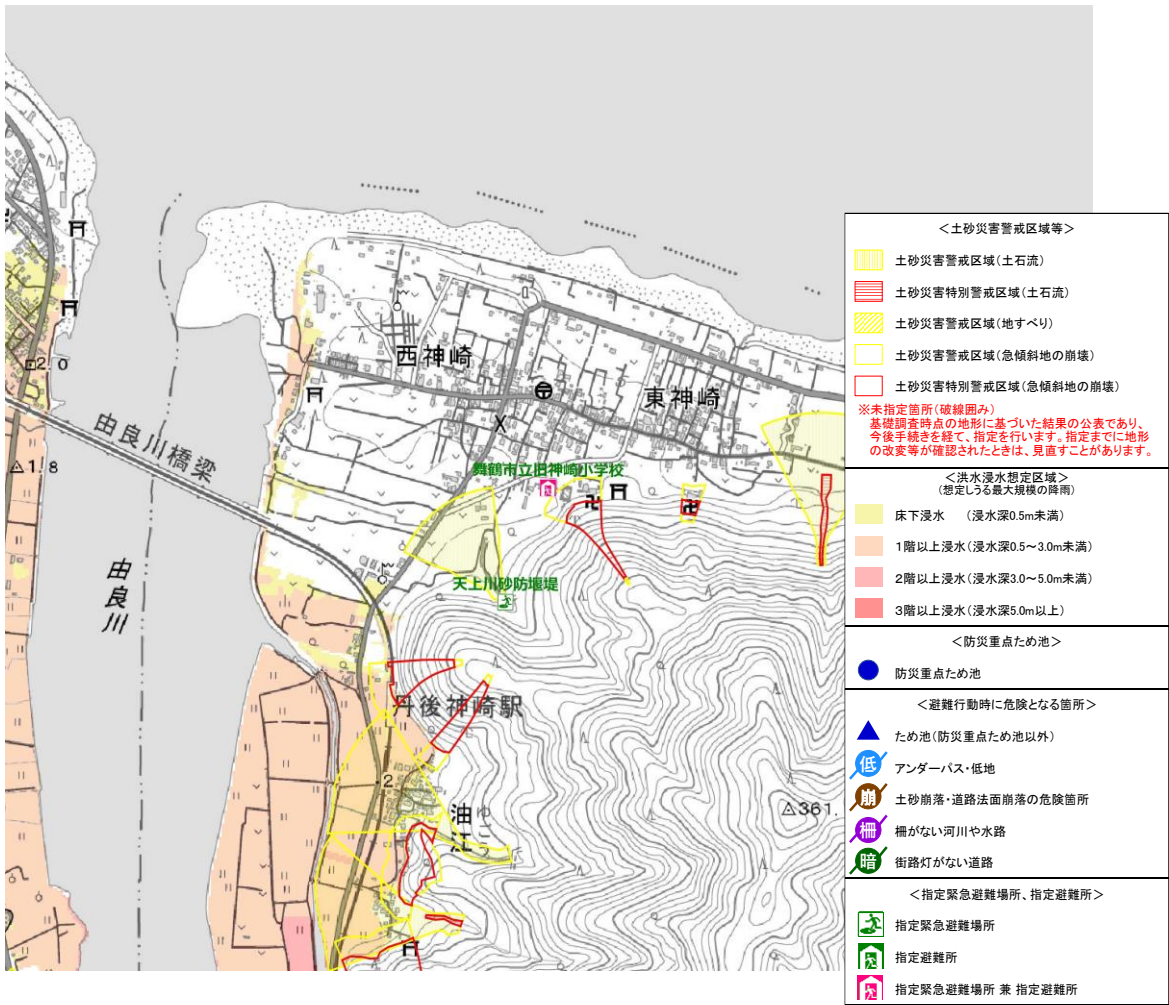 西神崎
東神崎
2.0
由良川橋梁
1.8
舞鶴市立旧神崎小学校
由良川
天上川砂防堰堤
丹後神崎駅
2
油江
ゆごう
361.
＜土砂災害警戒区域等＞
土砂災害警戒区域(土石流)
土砂災害特別警戒区域(土石流)
土砂災害警戒区域(地すべり)
土砂災害警戒区域(急傾斜地の崩壊)
土砂災害特別警戒区域(急傾斜地の崩壊)
※未指定箇所(破線囲み)
基礎調査時点の地形に基づいた結果の公表であり、
今後手続きを経て、指定を行います。指定までに地形
の改変等が確認されたときは、見直すことがあります。
＜洪水浸水想定区域＞
(想定しうる最大規模の降雨)
床下浸水　(浸水深0.5m未満)
1階以上浸水(浸水深0.5～3.0m未満)
2階以上浸水(浸水深3.0～5.0m未満)
3階以上浸水(浸水深5.0m以上)
＜防災重点ため池＞
防災重点ため池
＜避難行動時に危険となる箇所＞
ため池(防災重点ため池以外)
低 アンダーパス・低地
崩 土砂崩落・道路法面崩落の危険箇所
柵 柵がない河川や水路
暗 街路灯がない道路
＜指定緊急避難場所、指定避難所＞
指定緊急避難場所
指定避難所
指定緊急避難場所 兼 指定避難所